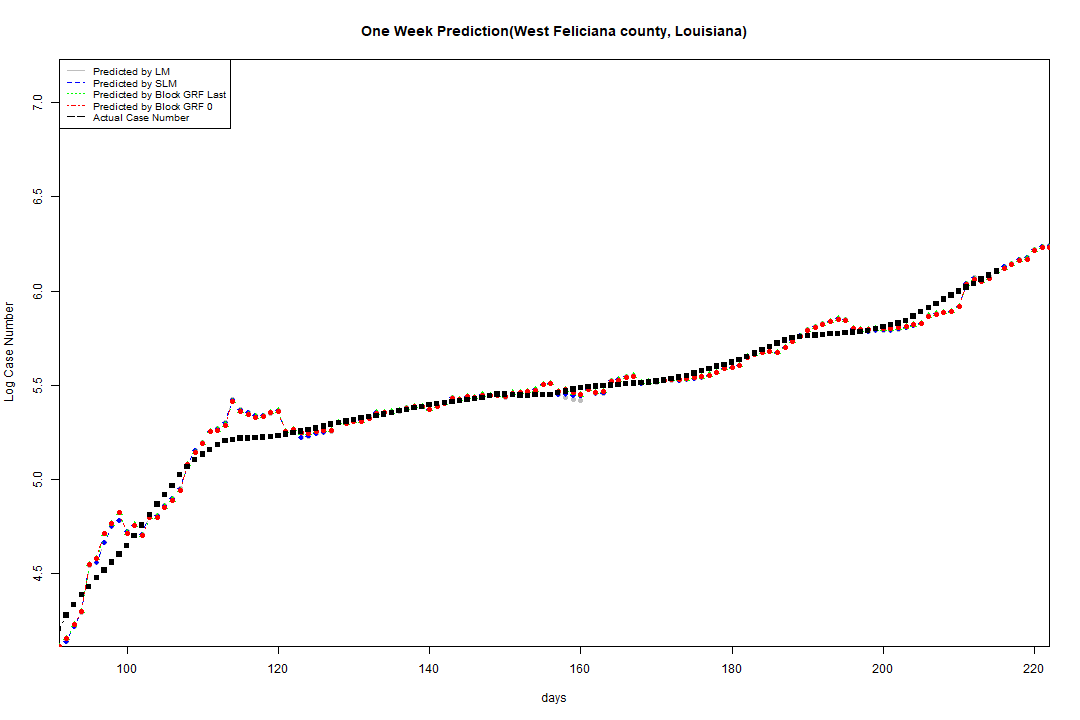 One Week Prediction(West Feliciana county, Louisiana)
Predicted by LM
Predicted by SLM
Predicted by Block GRF Last
Predicted by Block GRF 0
Actual Case Number
7.0
6.5
6.0
5.5
5.0
4.5
Log Case Number
100 120 140 160 180 200 220
days